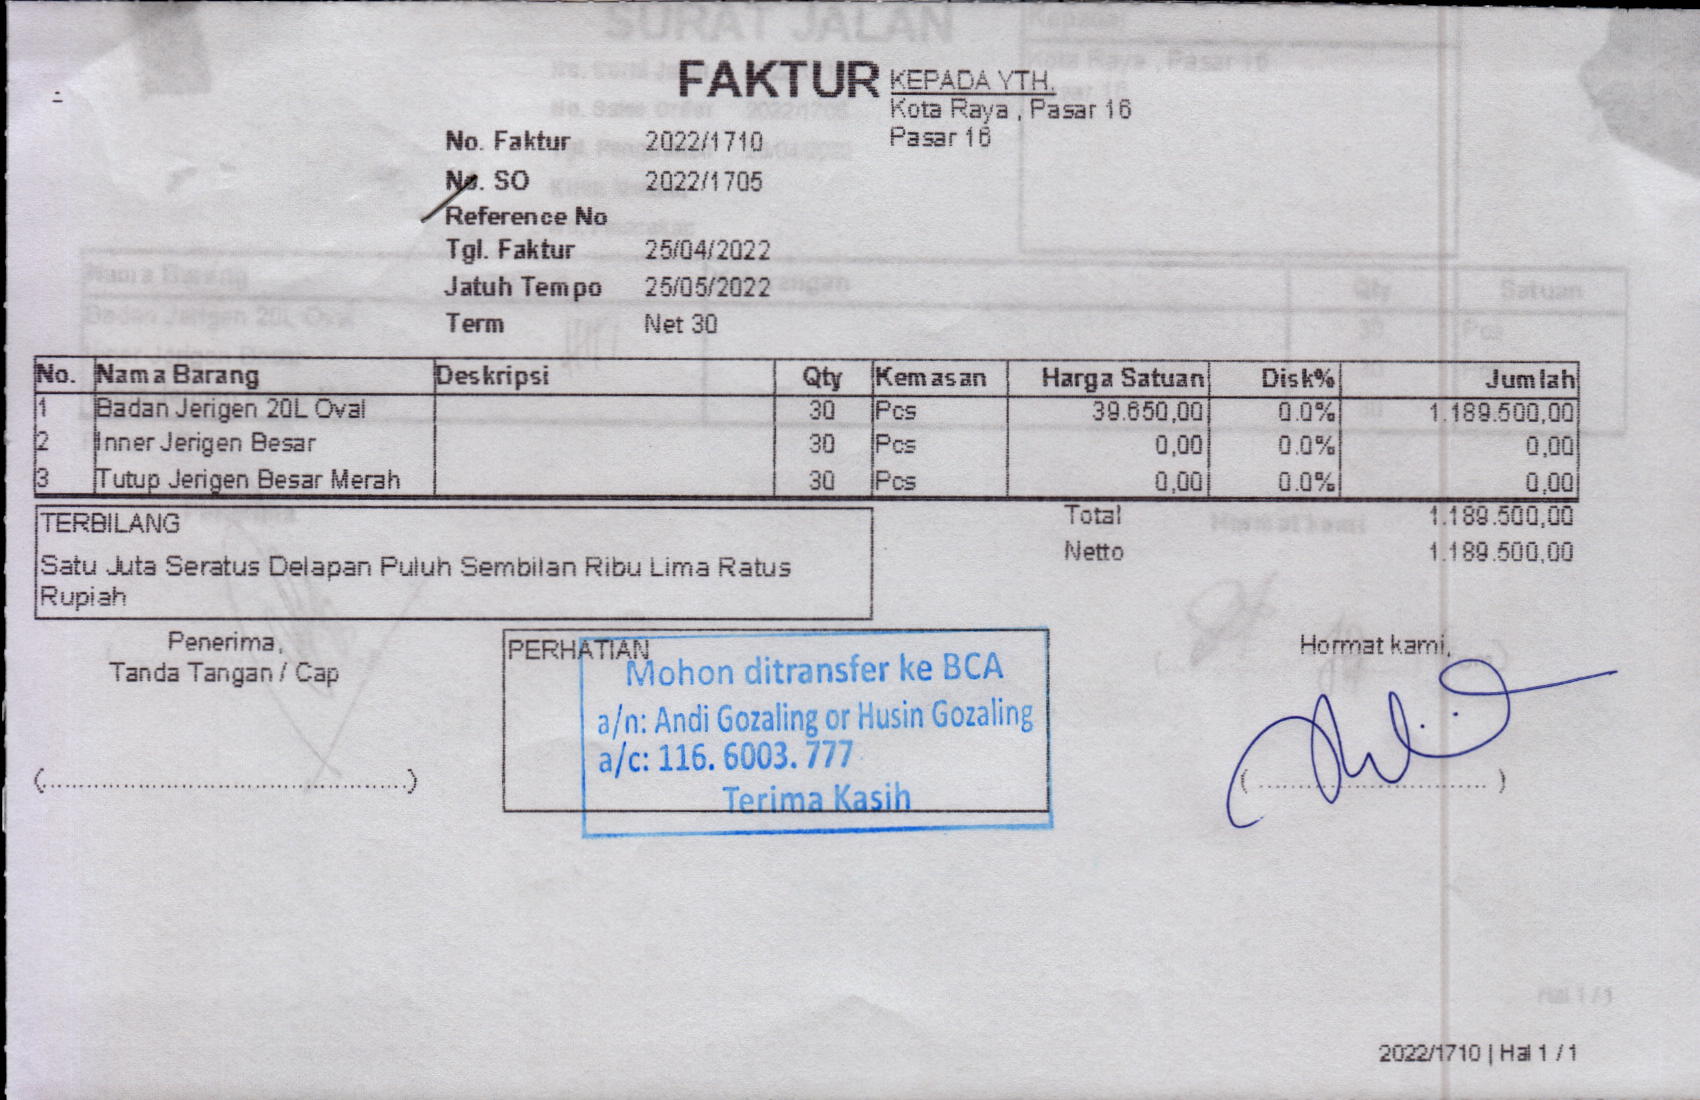 FAKTUR
KEPADA YTH.
Kota Raya , Pasar 16
Pasar 16
No. Faktur 2022/1710
No. SO 2022/1705
Reference No
Tgl. Faktur 25/04/2022
Jatuh Tempo 25/05/2022
Term Net 30
No. Nama Barang Deskripsi Qty Kemasan Harga Satuan Disk% Jumlah
1 Badan Jerigen 20L Oval 30 Pcs 39.650,00 0.0% 1.189.500,00
2 Inner Jerigen Besar 30 Pcs 0,00 0.0% 0,00
3 Tutup Jerigen Besar Merah 30 Pcs 0,00 0.0% 0,00
Total 1.189.500,00
Netto 1.189.500,00
TERBILANG
Satu Juta Seratus Delapan Puluh Sembilan Ribu Lima Ratus
Rupiah
Penerima,
Tanda Tangan / Cap
(..............................................)
PERHATIAN
Mohon ditransfer ke BCA
a/n: Andi Gozaling or Husin Gozaling
a/c: 116. 6003. 777
Terima Kasih
Hormat kami,
(.............................. )
2022/1710 | Hal 1 / 1